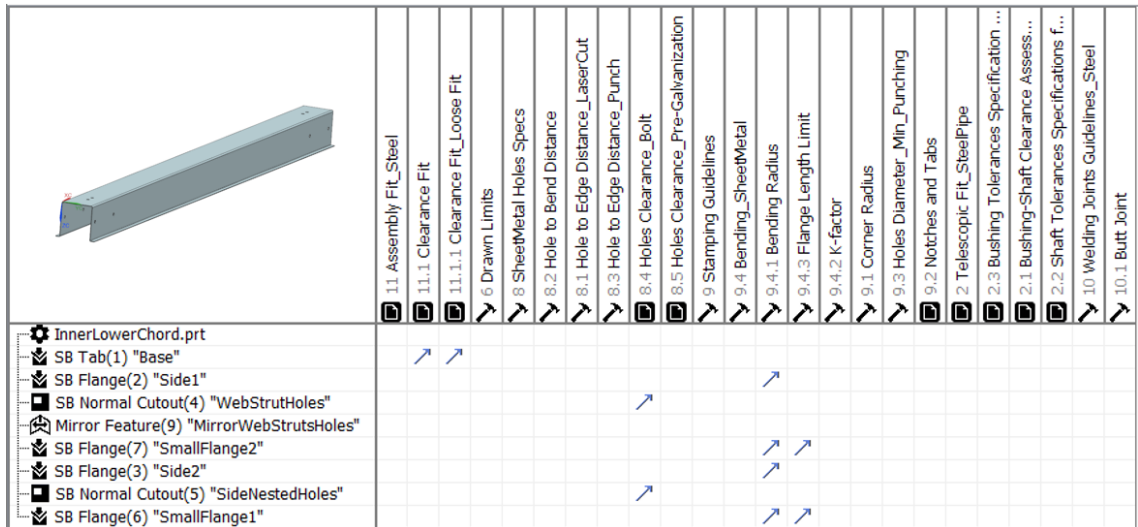 11 Assembly Fit_Steel
11.1 Clearance Fit
11.1.1 Clearance Fit_Loose Fit
6 Drawn Limits
8 SheetMetal Holes Specs
8.2 Hole to Bend Distance
8.1 Hole to Edge Distance_LaserCut
8.3 Hole to Edge Distance_Punch
8.4 Holes Clearance_Bolt
8.5 Holes Clearance_Pre-Galvanization
9 Stamping Guidelines
9.4 Bending_SheetMetal
9.4.1 Bending Radius
9.4.3 Flange Length Limit
9.4.2 K-factor
9.1 Corner Radius
9.3 Holes Diameter_Min_Punching
9.2 Notches and Tabs
2 Telescopic Fit_SteelPipe
2.3 Bushing Tolerances Specification ...
2.1 Bushing-Shaft Clearance Assess...
2.2 Shaft Tolerances Specifications f...
10 Welding Joints Guidelines_Steel
10.1 Butt Joint
InnerLowerChord.prt
SB Tab(1) "Base"
SB Flange(2) "Side1"
SB Normal Cutout(4) "WebStrutHoles"
Mirror Feature(9) "MirrorWebStrutsHoles"
SB Flange(7) "SmallFlange2"
SB Flange(3) "Side2"
SB Normal Cutout(5) "SideNestedHoles"
SB Flange(6) "SmallFlange1"